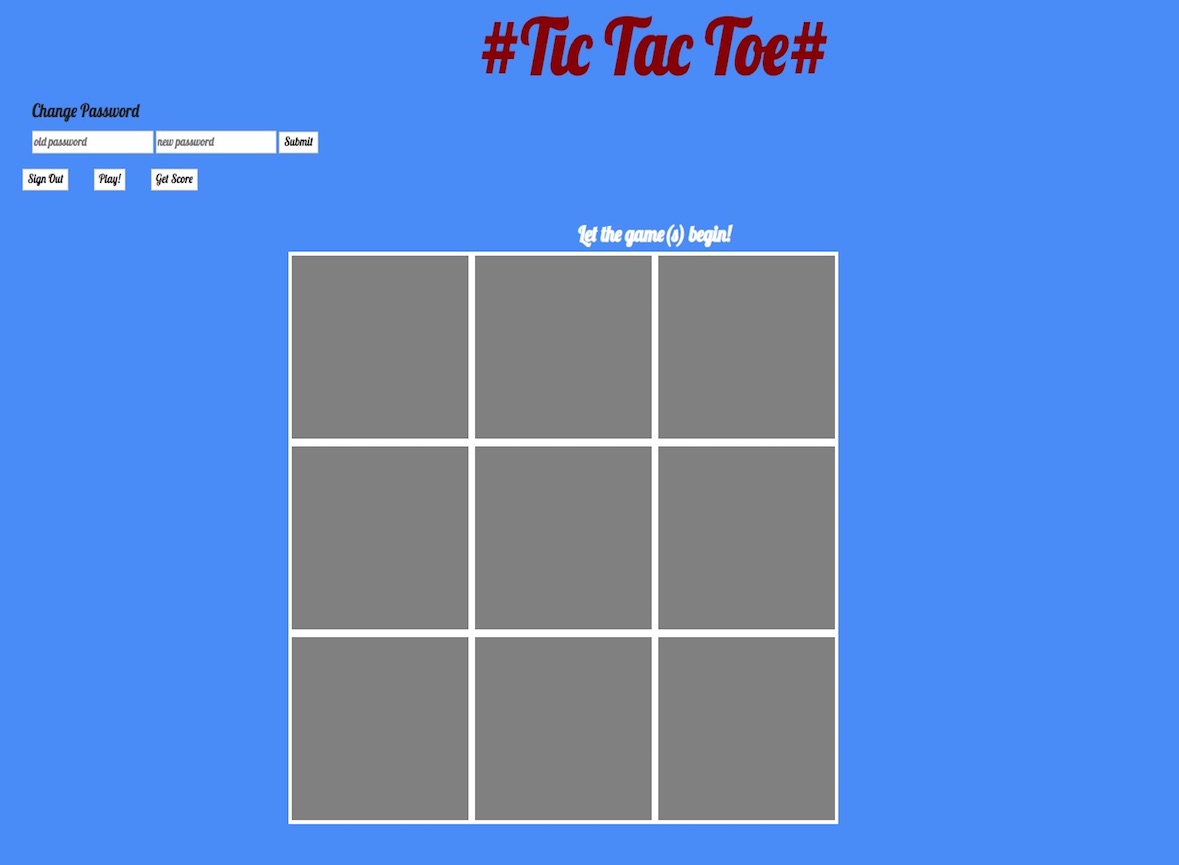 #Tic Tac Toe#
Change Password
old password new password Submit
Sign Out Play! Get Score
Let the game(s) begin!